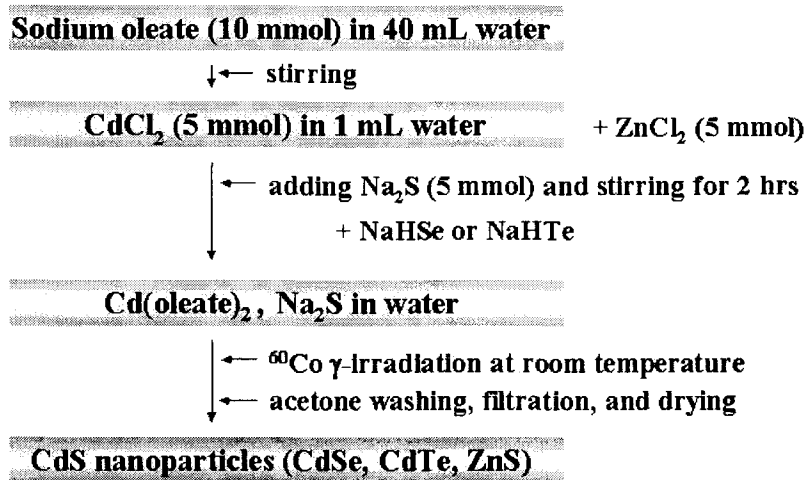 Sodium oleate (10 mmol) in 40 mL water
stirring
CdCl₂ (5 mmol) in 1 mL water + ZnCl₂ (5 mmol)
adding Na₂S (5 mmol) and stirring for 2 hrs
+ NaHSe or NaHTe
Cd(oleate)₂, Na₂S in water
⁶⁰Co γ-irradiation at room temperature
acetone washing, filtration, and drying
CdS nanoparticles (CdSe, CdTe, ZnS)